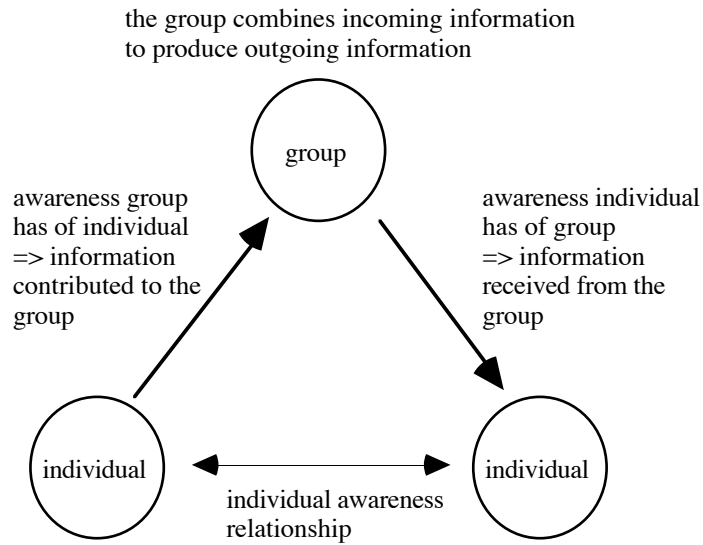 the group combines incoming information
to produce outgoing information
group
awareness group
has of individual
=> information
contributed to the
group
awareness individual
has of group
=> information
received from the
group
individual
individual
individual awareness
relationship